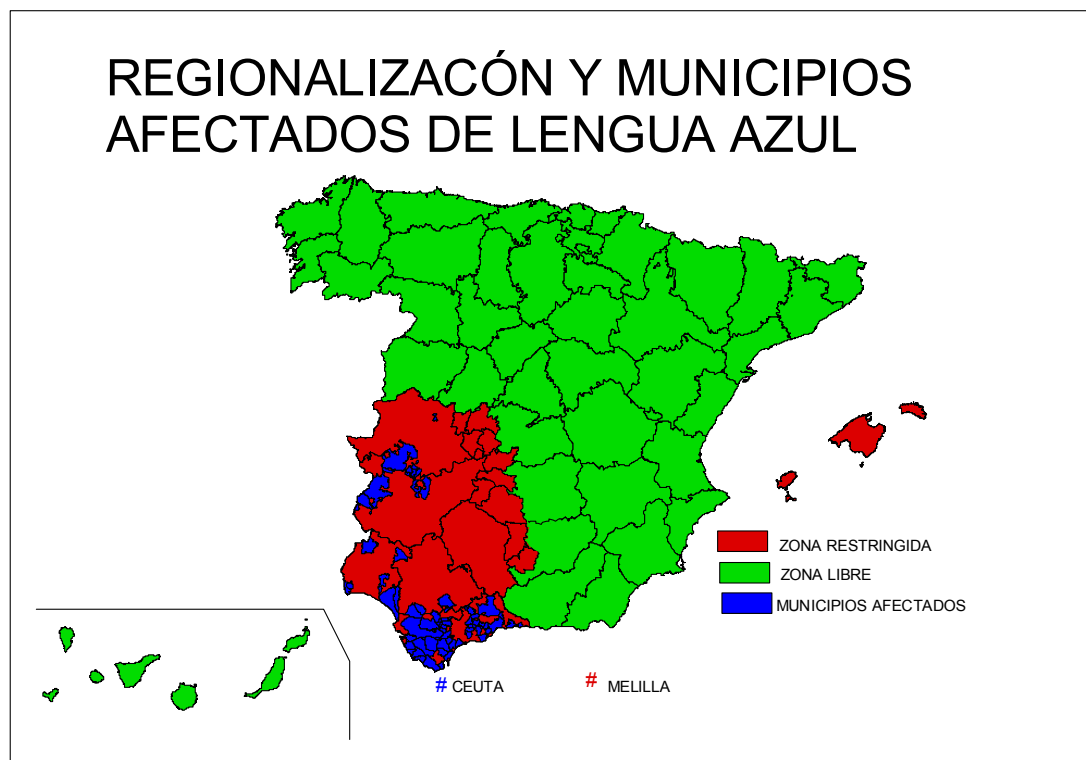 REGIONALIZACÓN Y MUNICIPIOS
AFECTADOS DE LENGUA AZUL
ZONA RESTRINGIDA
ZONA LIBRE
MUNICIPIOS AFECTADOS
# CEUTA
# MELILLA